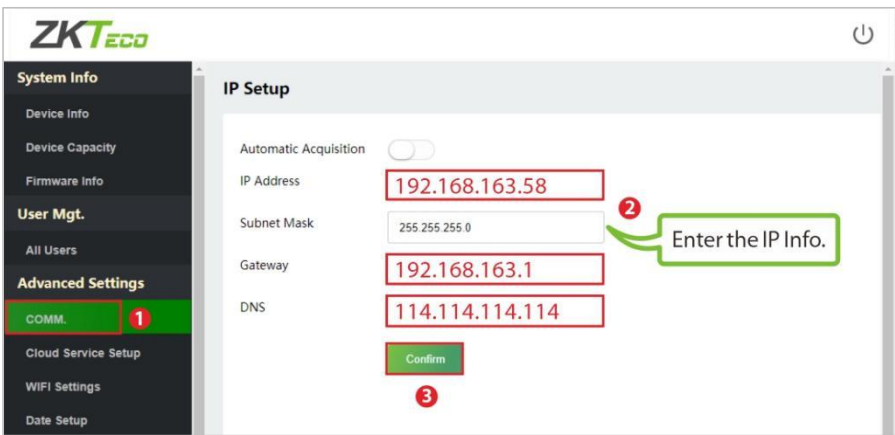 ZKTECO
System Info
Device Info
Device Capacity
Firmware Info
User Mgt.
All Users
Advanced Settings
COMM. 1
Cloud Service Setup
WIFI Settings
Date Setup
IP Setup
Automatic Acquisition
IP Address 192.168.163.58
2
Subnet Mask 255.255.255.0
Enter the IP Info.
Gateway 192.168.163.1
DNS 114.114.114.114
Confirm
3